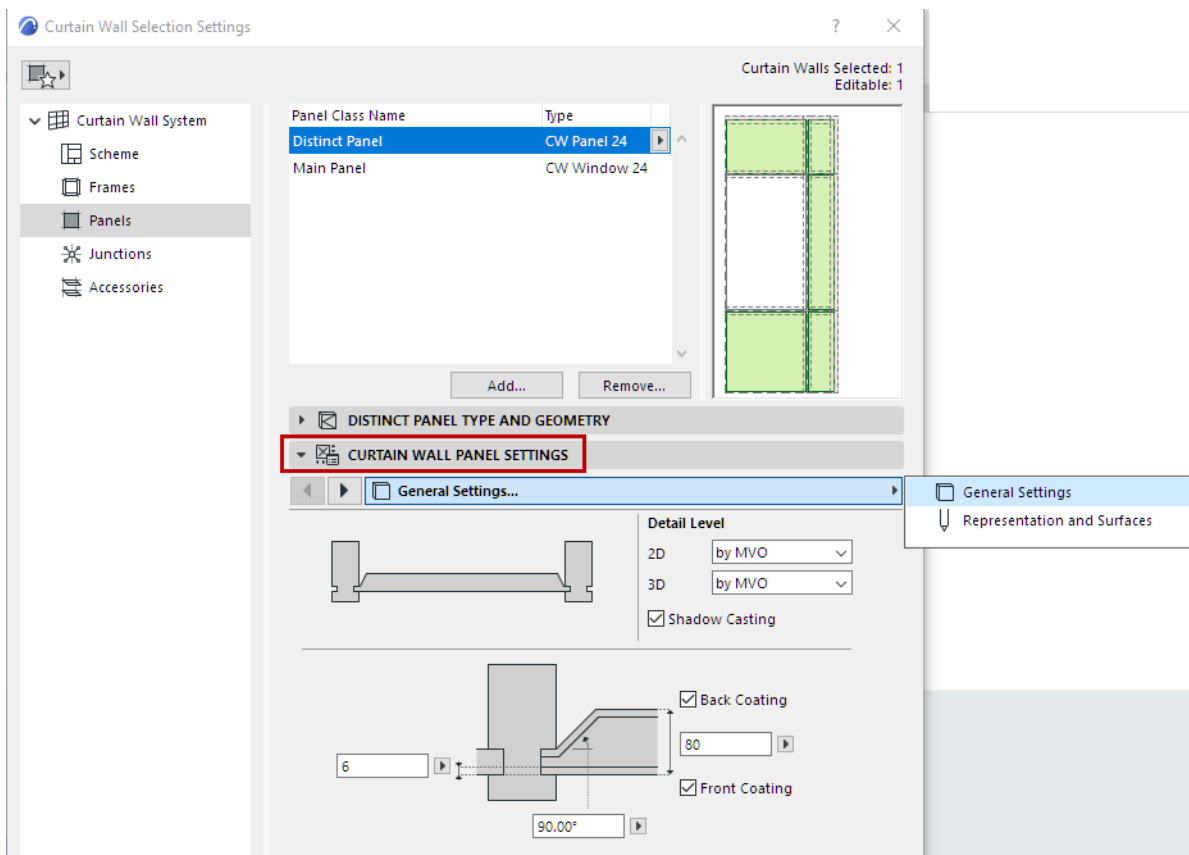 Curtain Wall Selection Settings
?
Curtain Walls Selected: 1
Editable: 1
Curtain Wall System
Scheme
Frames
Panels
Junctions
Accessories
Panel Class Name Type
Distinct Panel CW Panel 24
Main Panel CW Window 24
Add... Remove...
DISTINCT PANEL TYPE AND GEOMETRY
CURTAIN WALL PANEL SETTINGS
General Settings...
General Settings
Representation and Surfaces
Detail Level
2D by MVO
3D by MVO
Shadow Casting
Back Coating
80
6
Front Coating
90.00°